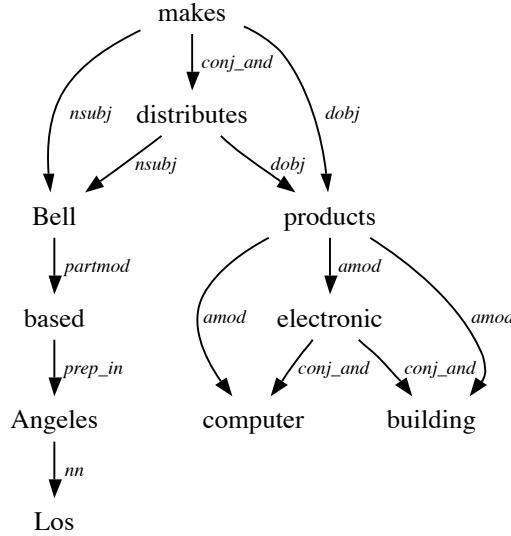 makes
conj_and
nsubj
distributes
dobj
nsubj
dobj
Bell
products
partmod
amod
based
amod
electronic
amod
prep_in
conj_and
conj_and
Angeles
computer
building
nn
Los